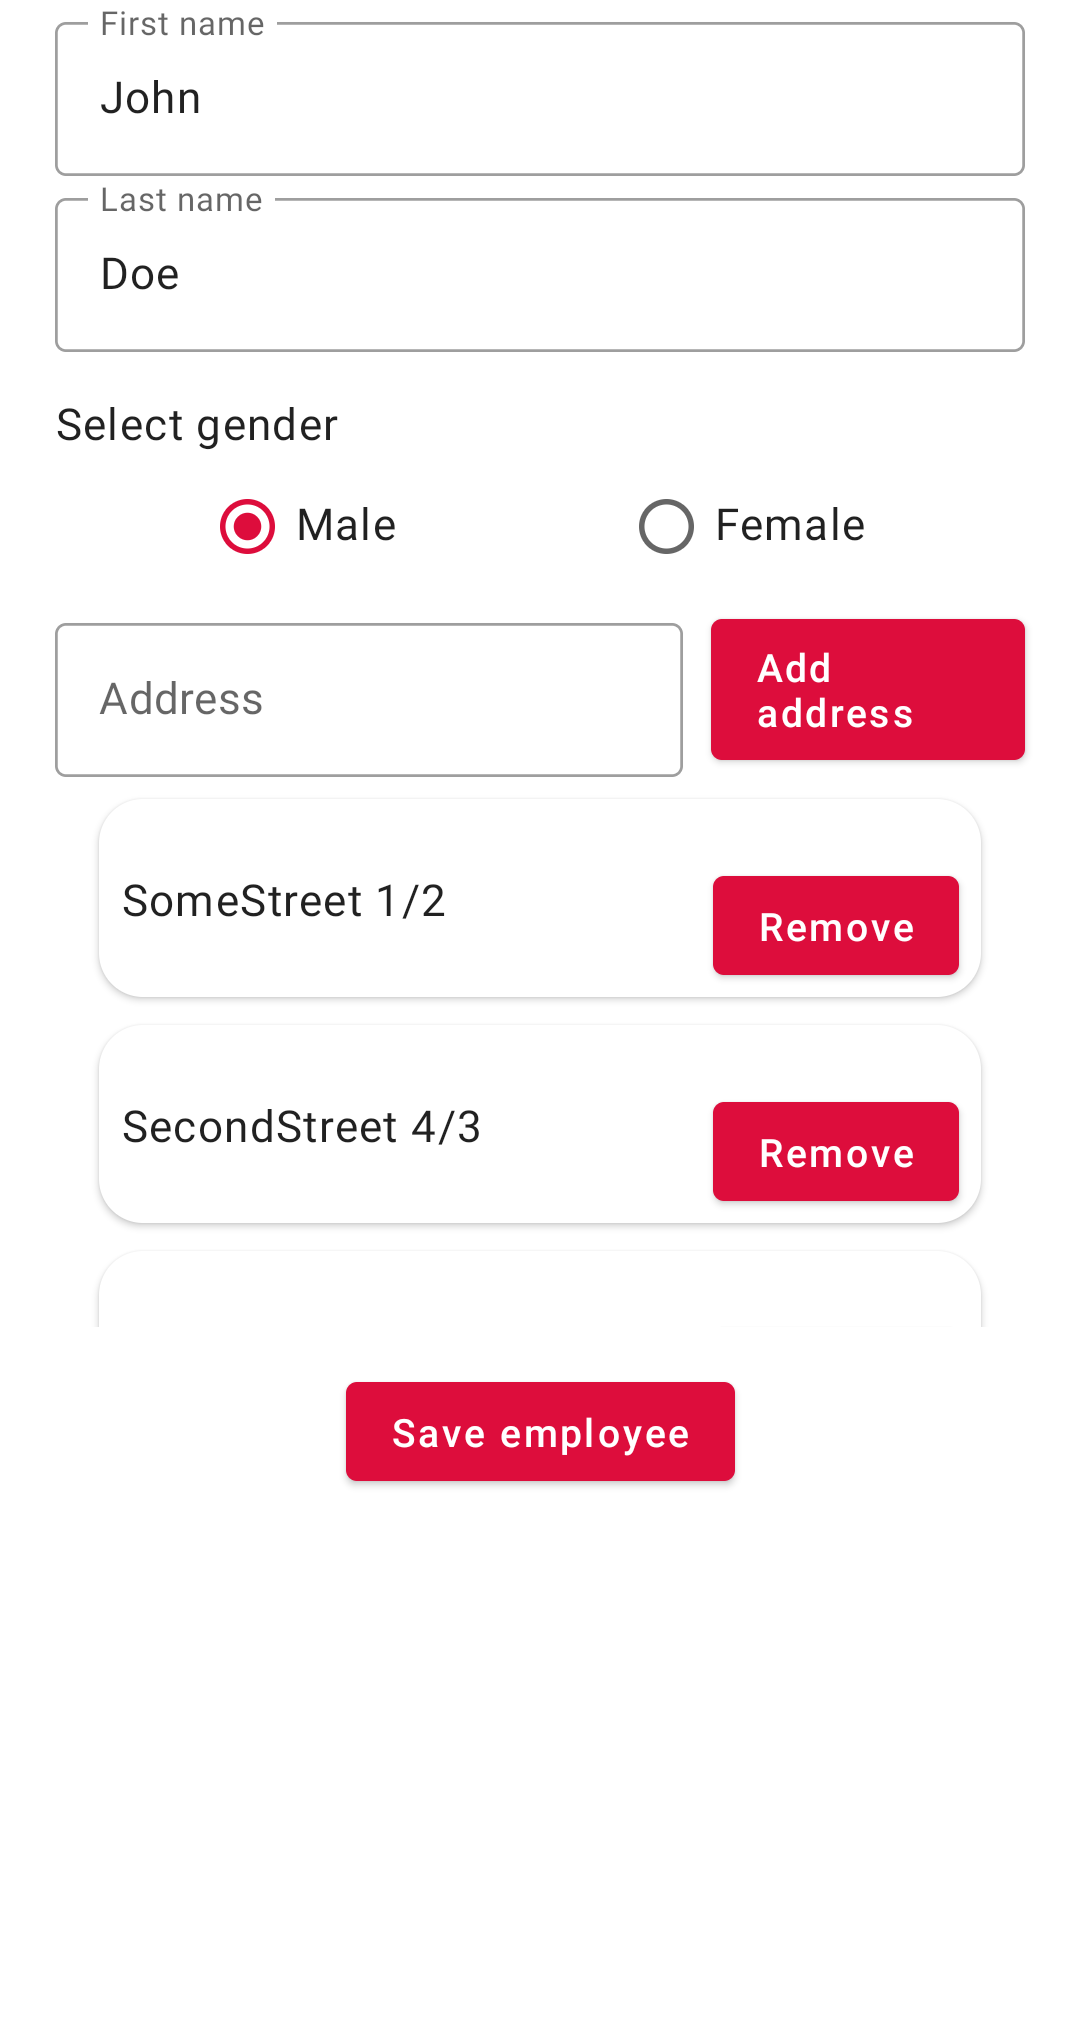 First name
John
Last name
Doe
Select gender
Male
Female
Address
Add
address
SomeStreet 1/2
Remove
SecondStreet 4/3
Remove
Save employee